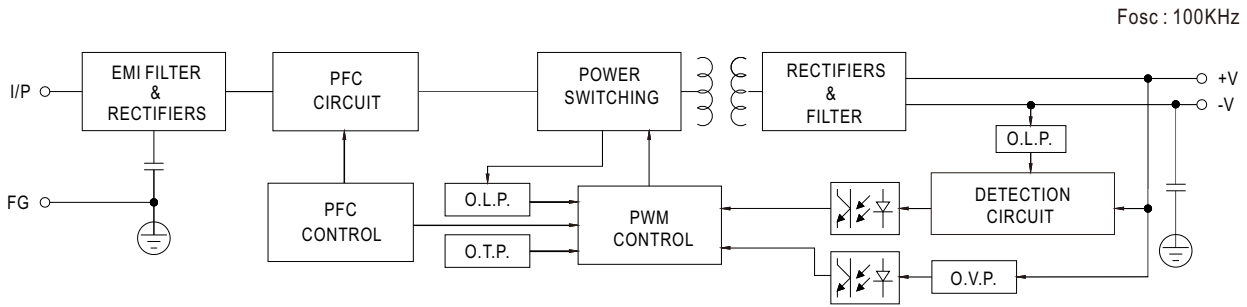 Fosc : 100KHz
I/P
EMI FILTER
&
RECTIFIERS
PFC
CIRCUIT
POWER
SWITCHING
RECTIFIERS
&
FILTER
+V
-V
O.L.P.
FG
PFC
CONTROL
O.L.P.
O.T.P.
PWM
CONTROL
DETECTION
CIRCUIT
O.V.P.